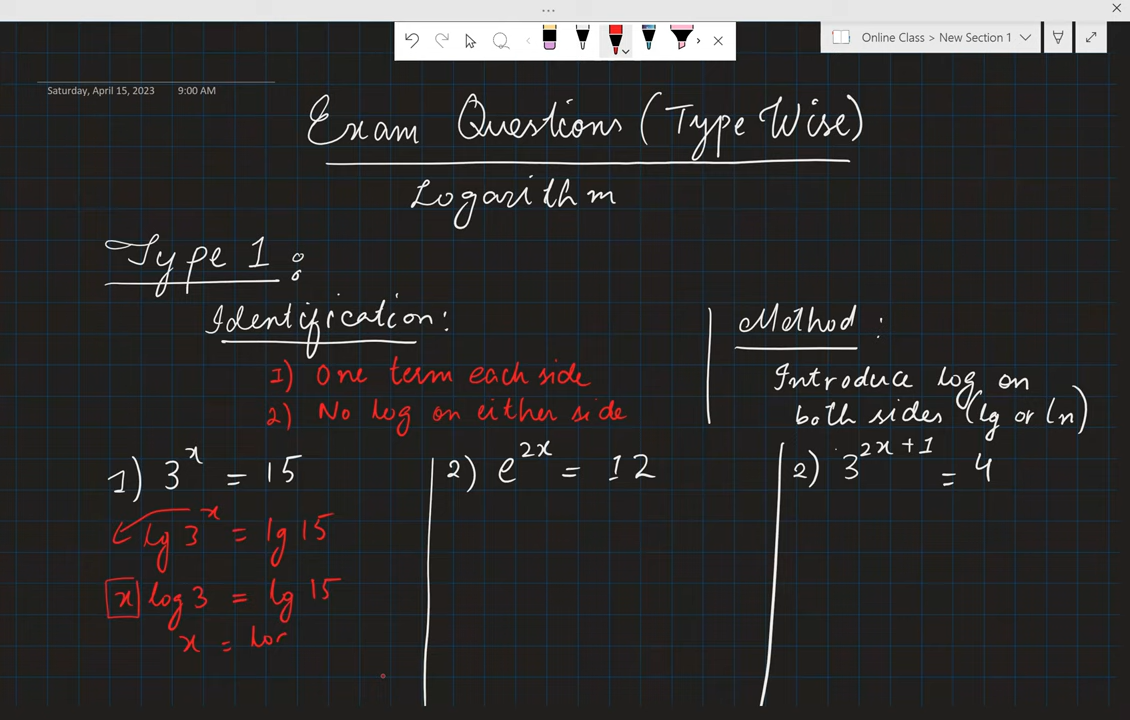 Online Class > New Section 1
Saturday, April 15, 2023 9:00 AM
Exam Questions (Type Wise)
Logarithm
Type 1 :
Identification:
1) One term each side
2) No log on either side
Method :
Introduce log on
both sides (lg or ln)
1) 3^x = 15
lg 3^x = lg 15
x log 3 = lg 15
x = lor
2) e^2x = 12
2) 3^2x+1 = 4